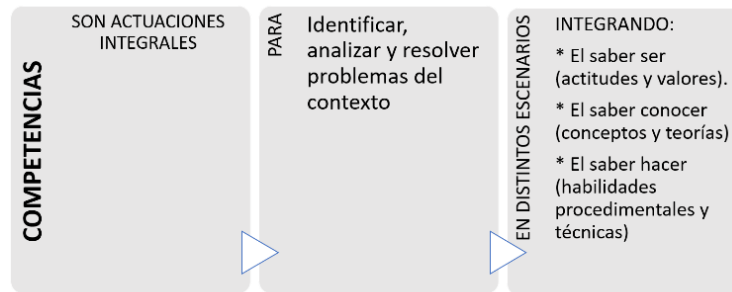 COMPETENCIAS
SON ACTUACIONES
INTEGRALES
PARA
Identificar,
analizar y resolver
problemas del
contexto
EN DISTINTOS ESCENARIOS
INTEGRANDO:
* El saber ser
(actitudes y valores).
* El saber conocer
(conceptos y teorías)
* El saber hacer
(habilidades
procedimentales y
técnicas)